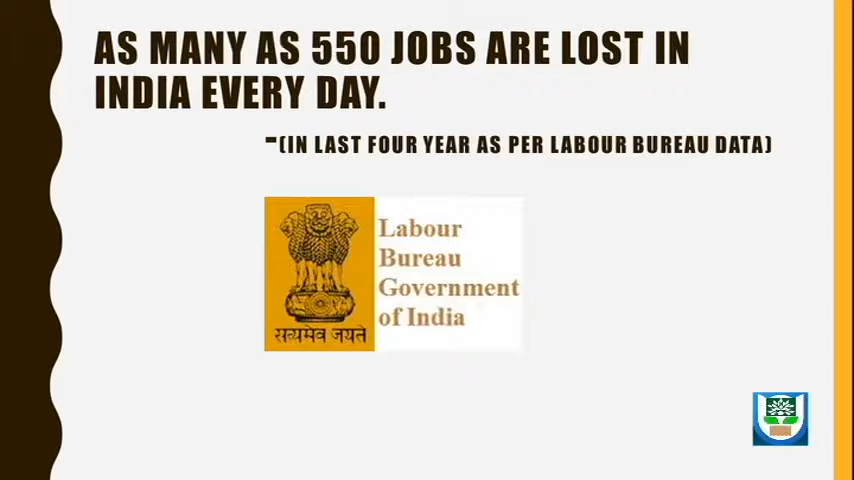 AS MANY AS 550 JOBS ARE LOST IN
INDIA EVERY DAY.
-(IN LAST FOUR YEAR AS PER LABOUR BUREAU DATA)
Labour
Bureau
Government
of India
सत्यमेव जयते